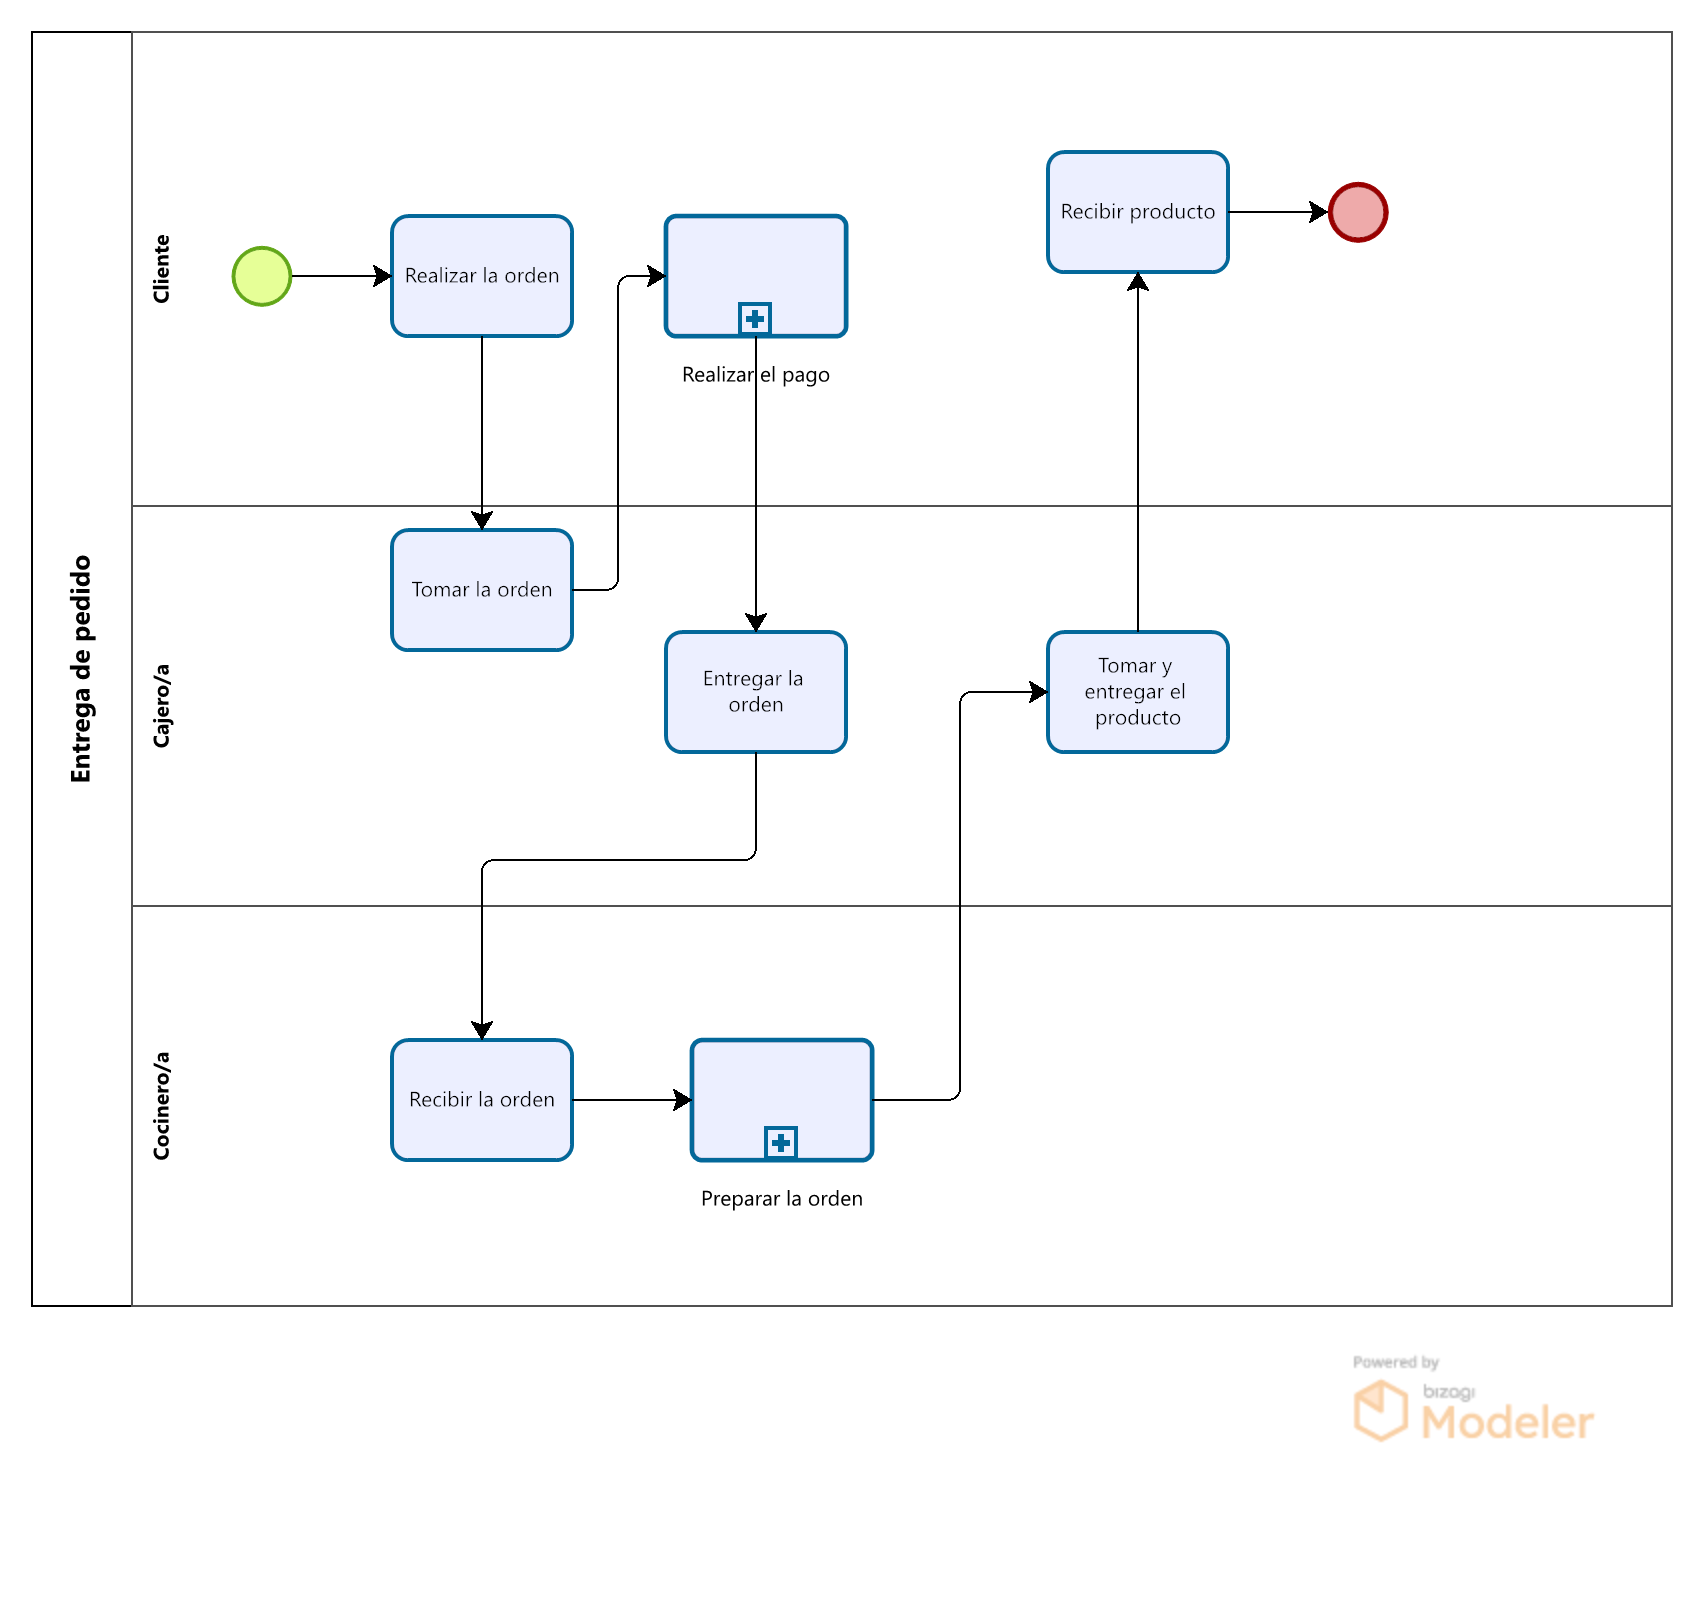 Entrega de pedido
Cliente
Realizar la orden
Realizar el pago
Recibir producto
Cajero/a
Tomar la orden
Entregar la
orden
Tomar y
entregar el
producto
Cocinero/a
Recibir la orden
Preparar la orden
Powered by
bizagi
Modeler